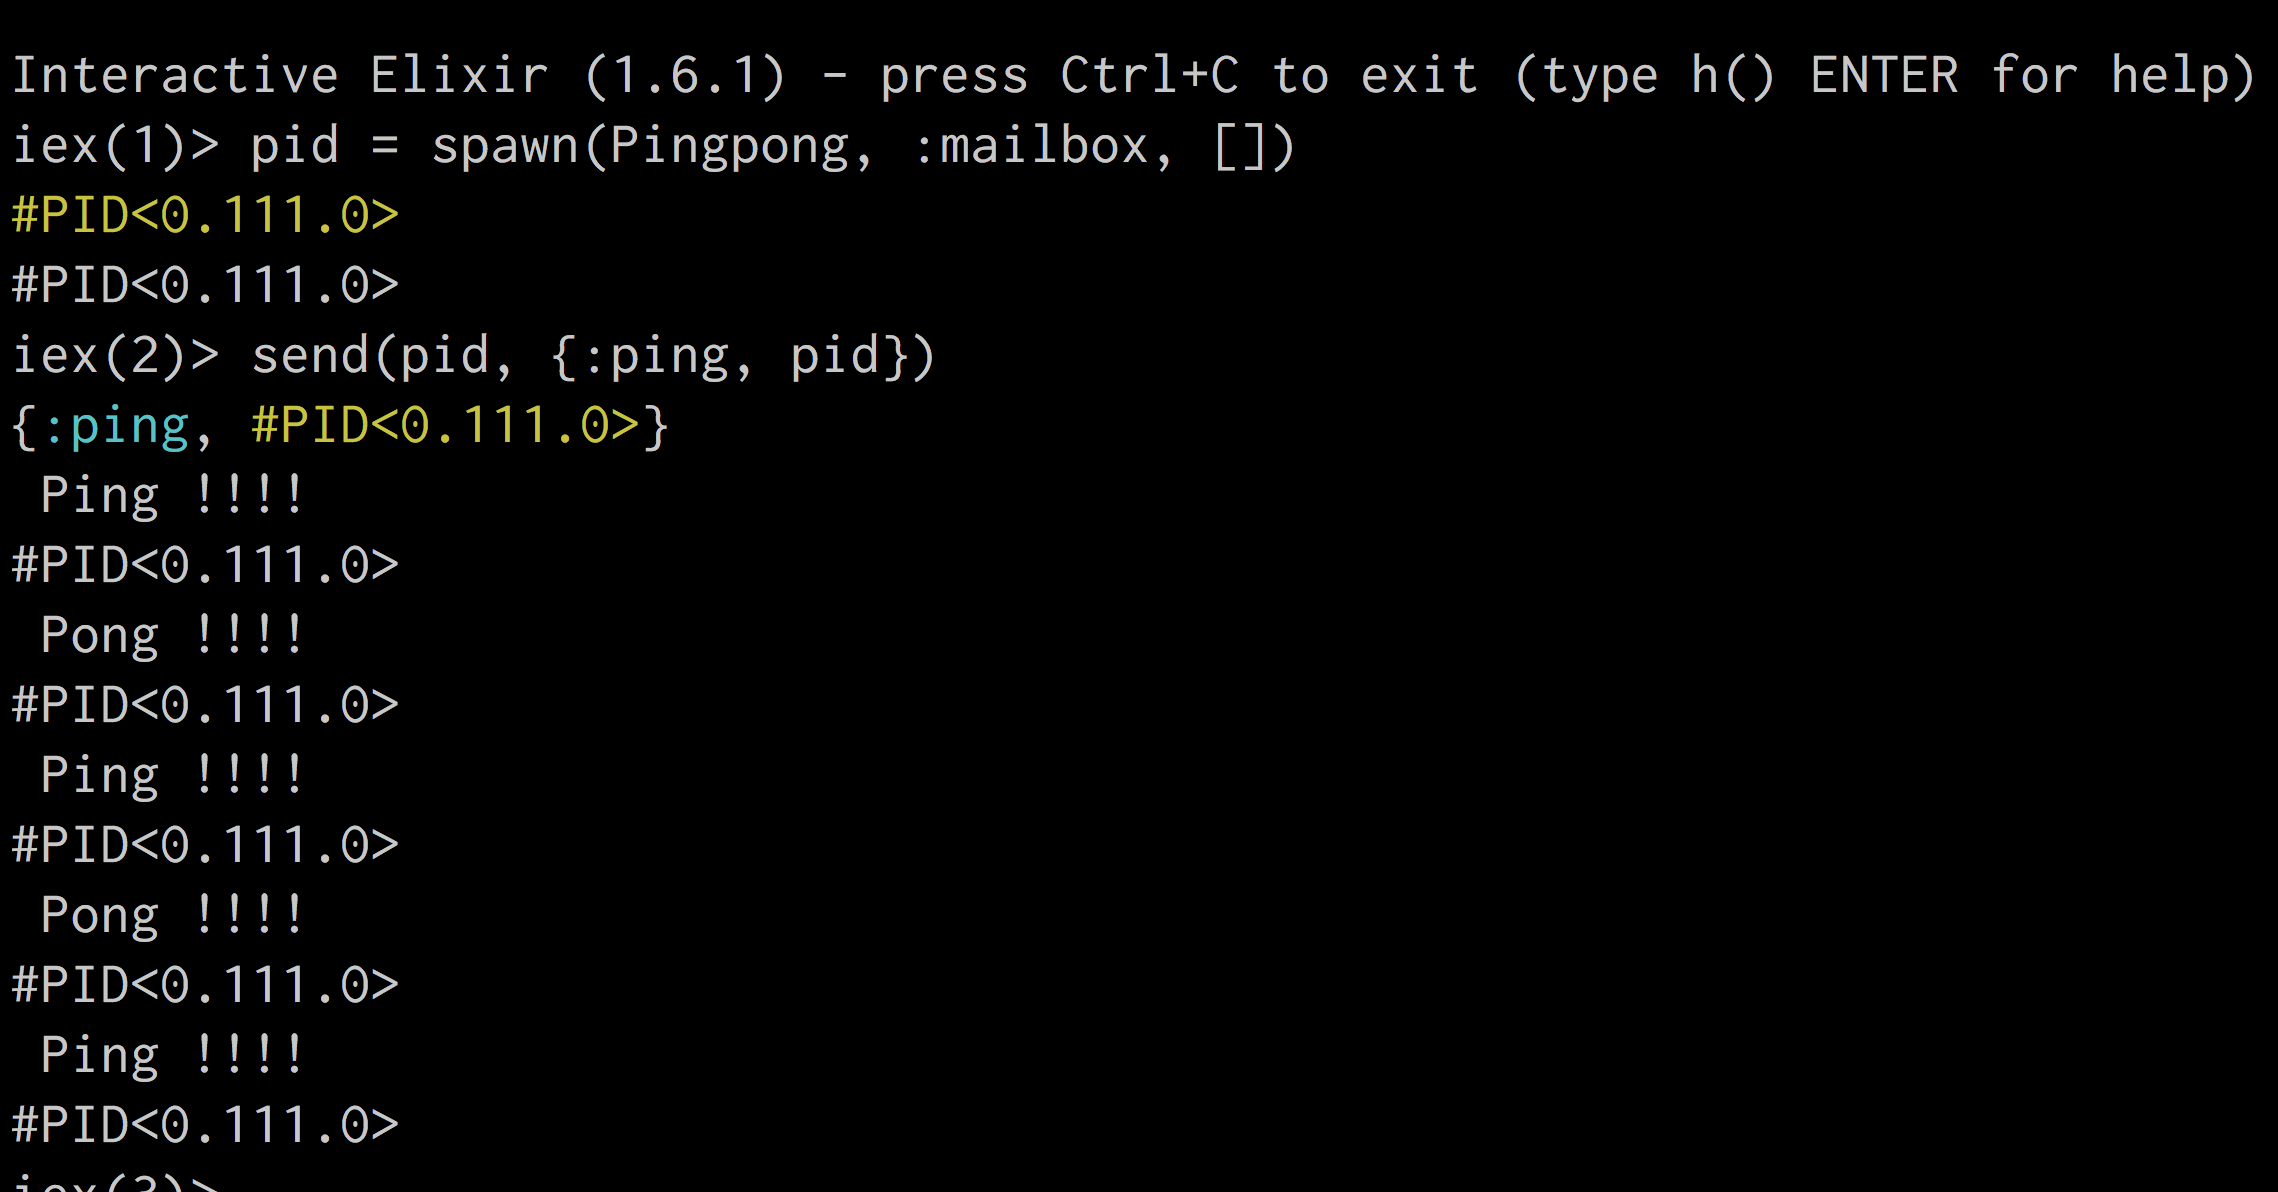 Interactive Elixir (1.6.1) - press Ctrl+C to exit (type h() ENTER for help)
iex(1)> pid = spawn(Pingpong, :mailbox, [])
#PID<0.111.0>
#PID<0.111.0>
iex(2)> send(pid, {:ping, pid})
{:ping, #PID<0.111.0>}
 Ping !!!!
#PID<0.111.0>
 Pong !!!!
#PID<0.111.0>
 Ping !!!!
#PID<0.111.0>
 Pong !!!!
#PID<0.111.0>
 Ping !!!!
#PID<0.111.0>
iex(3)>